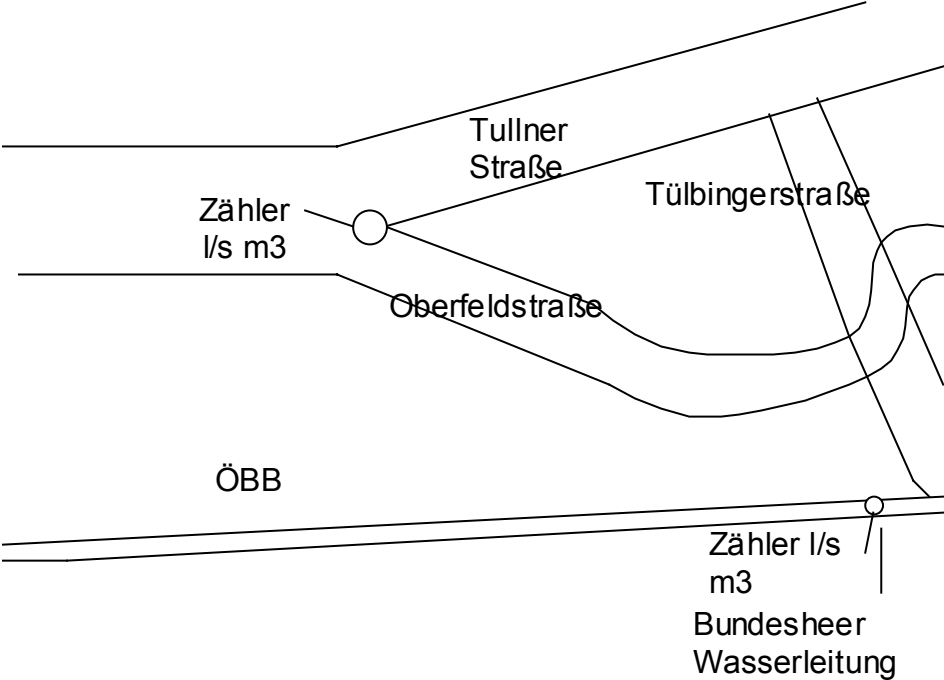 Tullner
Straße
Tülbingerstraße
Zähler
l/s m3
Oberfeldstraße
ÖBB
Zähler l/s
m3
Bundesheer
Wasserleitung